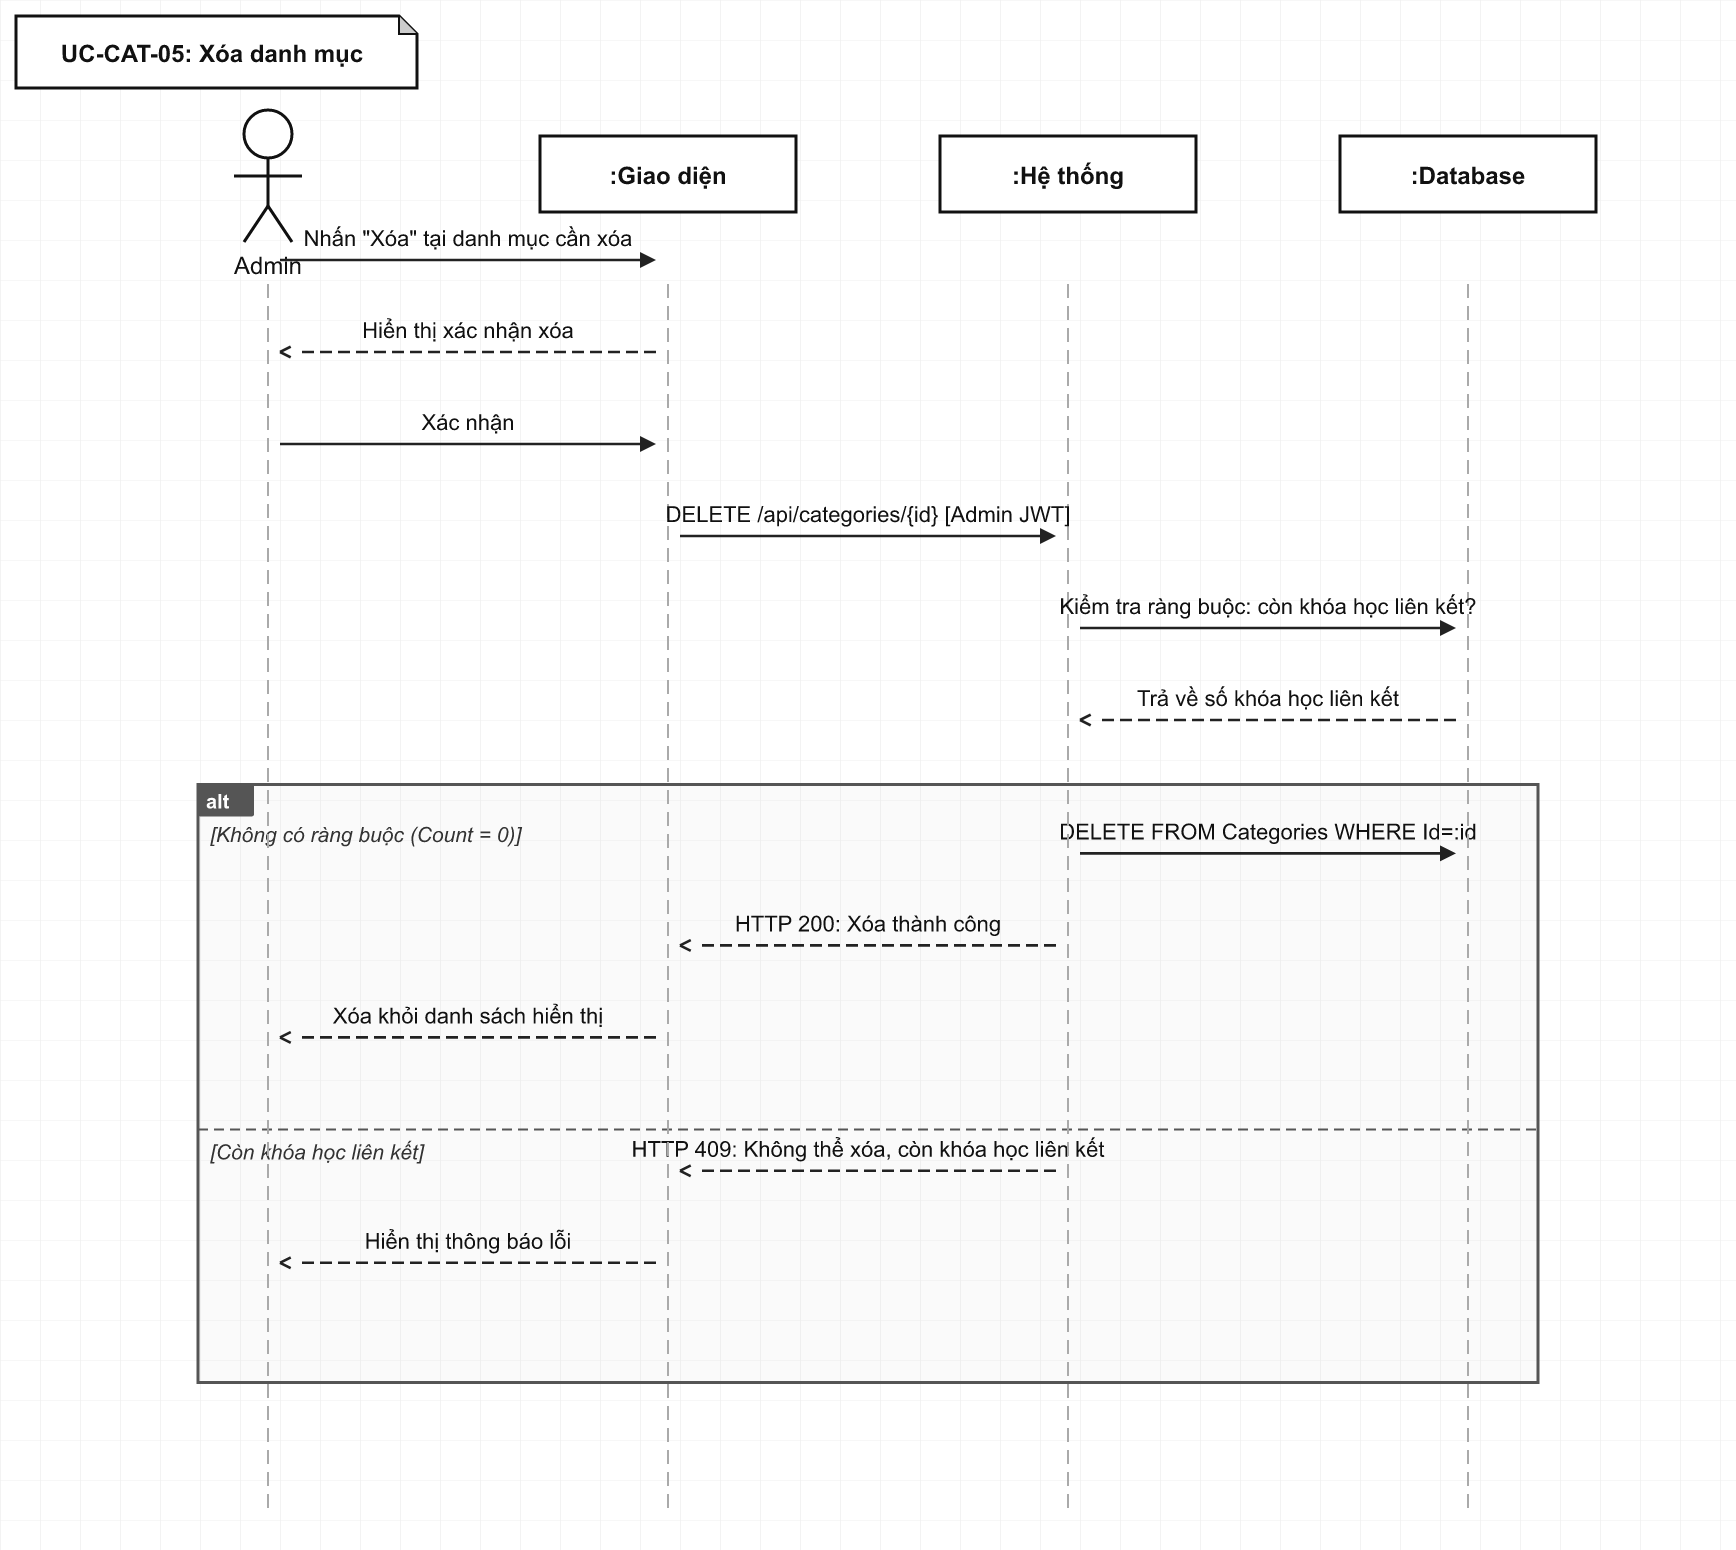 UC-CAT-05: Xóa danh mục
:Giao diện
:Hệ thống
:Database
Nhấn "Xóa" tại danh mục cần xóa
Admin
Hiển thị xác nhận xóa
Xác nhận
DELETE /api/categories/{id} [Admin JWT]
Kiểm tra ràng buộc: còn khóa học liên kết?
Trả về số khóa học liên kết
alt
[Không có ràng buộc (Count = 0)]
DELETE FROM Categories WHERE Id=:id
HTTP 200: Xóa thành công
Xóa khỏi danh sách hiển thị
[Còn khóa học liên kết]
HTTP 409: Không thể xóa, còn khóa học liên kết
Hiển thị thông báo lỗi